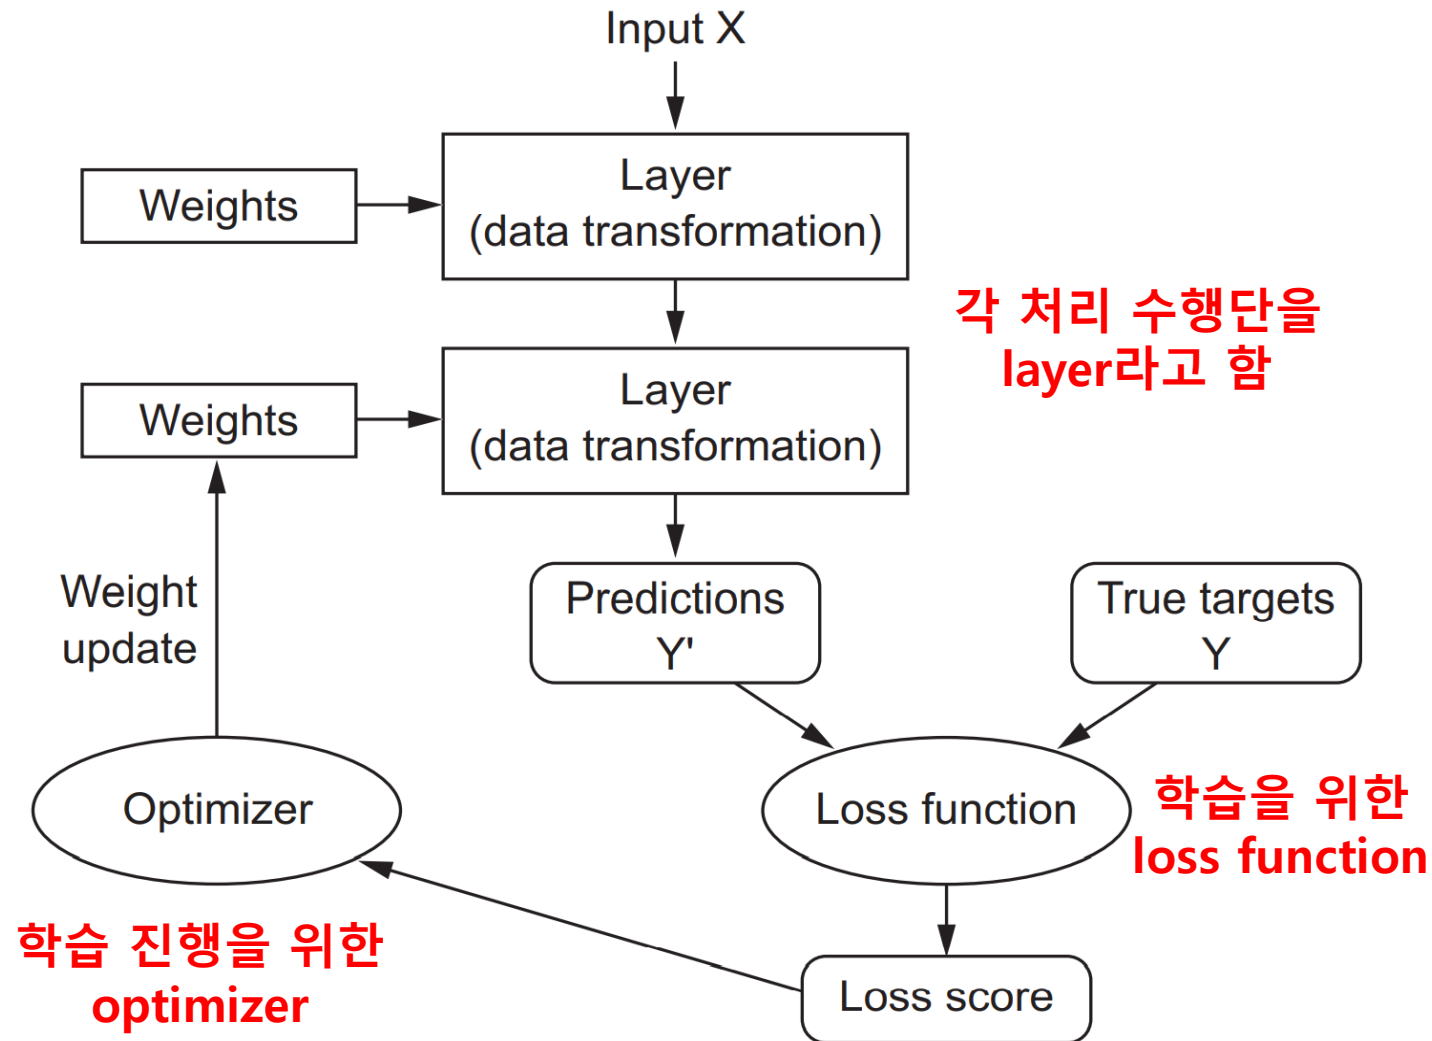 Input X
Weights
Layer
(data transformation)
각 처리 수행단을
layer라고 함
Weights
Layer
(data transformation)
Weight
update
Predictions
Y'
True targets
Y
Optimizer
Loss function
학습을 위한
loss function
학습 진행을 위한
optimizer
Loss score